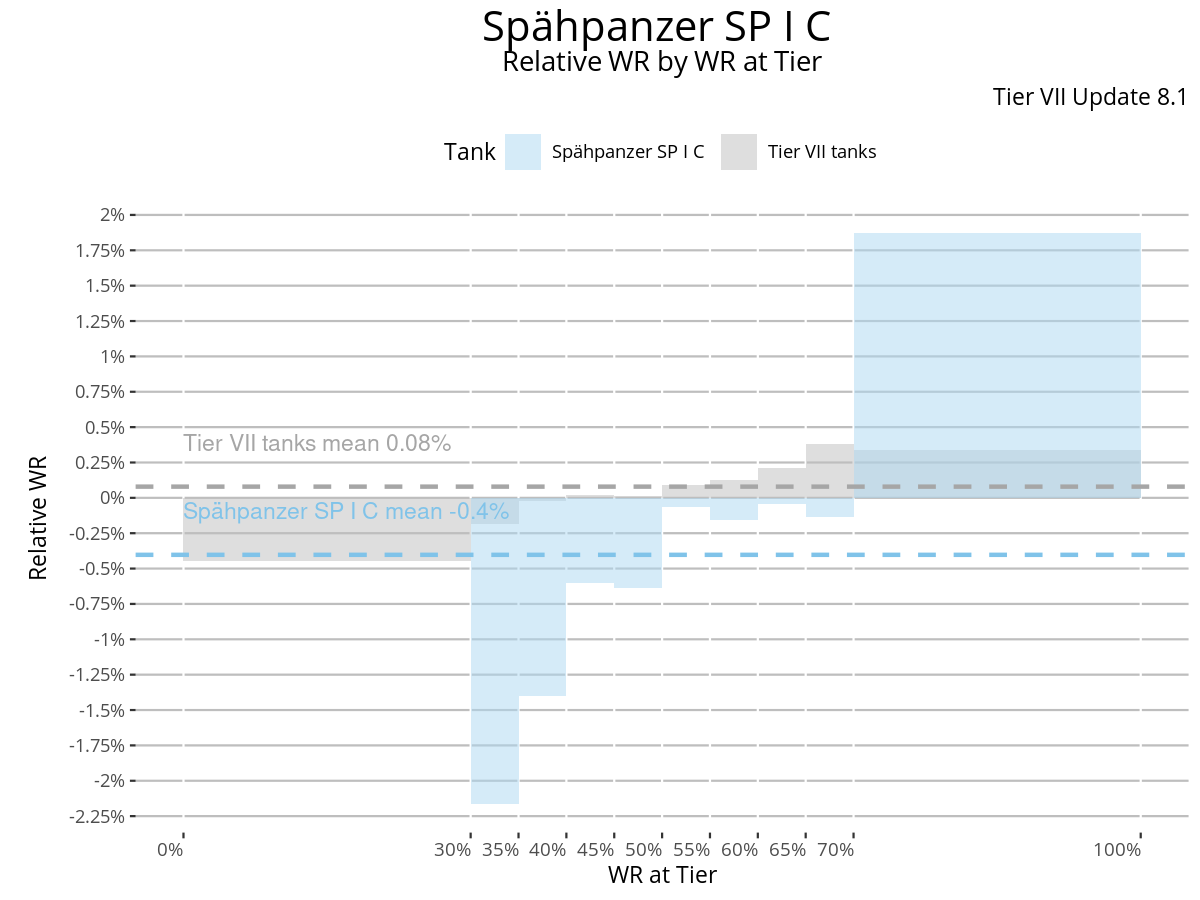 Spähpanzer SP I C
Relative WR by WR at Tier
Tier VII Update 8.1
Tank Spähpanzer SP I C Tier VII tanks
2%
1.75%
1.5%
1.25%
1%
0.75%
0.5%
Tier VII tanks mean 0.08%
0.25%
0%
Spähpanzer SP I C mean -0.4%
-0.25%
-0.5%
-0.75%
-1%
-1.25%
-1.5%
-1.75%
-2%
-2.25%
Relative WR
0% 30% 35% 40% 45% 50% 55% 60% 65% 70% 100%
WR at Tier